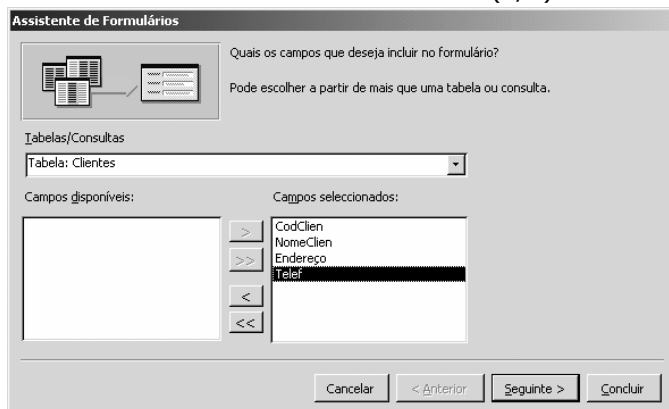 Assistente de Formulários
Quais os campos que deseja incluir no formulário?
Pode escolher a partir de mais que uma tabela ou consulta.
Tabelas/Consultas
Tabela: Clientes
Campos disponíveis:
Campos seleccionados:
>
>>
<
<<
CodClien
NomeClien
Endereço
Telef
Cancelar
< Anterior
Seguinte >
Concluir